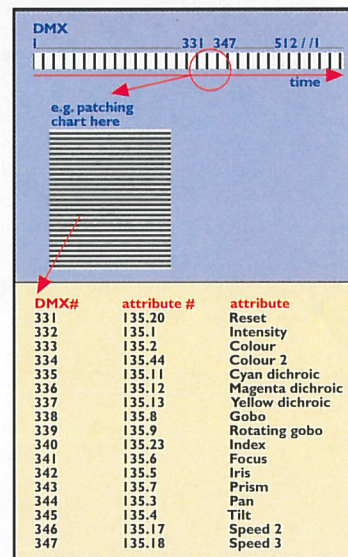 DMX
1 331 347 512 //1
time
e.g. patching
chart here
DMX# attribute # attribute
331 135.20 Reset
332 135.1 Intensity
333 135.2 Colour
334 135.44 Colour 2
335 135.11 Cyan dichroic
336 135.12 Magenta dichroic
337 135.13 Yellow dichroic
338 135.8 Gobo
339 135.9 Rotating gobo
340 135.23 Index
341 135.6 Focus
342 135.5 Iris
343 135.7 Prism
344 135.3 Pan
345 135.4 Tilt
346 135.17 Speed 2
347 135.18 Speed 3